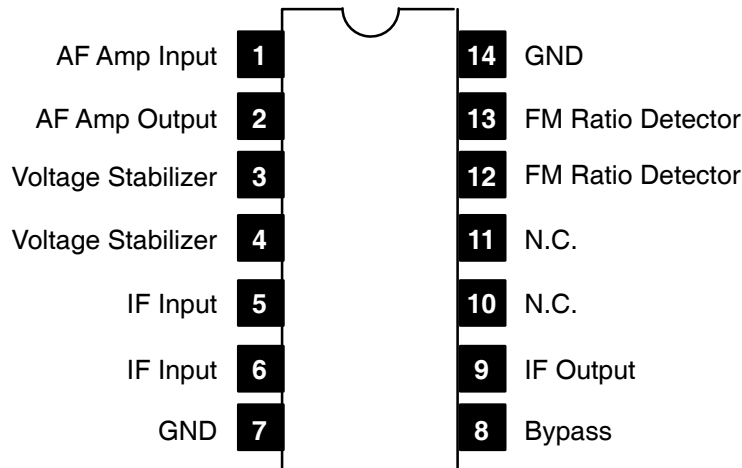 AF Amp Input 1 14 GND
AF Amp Output 2 13 FM Ratio Detector
Voltage Stabilizer 3 12 FM Ratio Detector
Voltage Stabilizer 4 11 N.C.
IF Input 5 10 N.C.
IF Input 6 9 IF Output
GND 7 8 Bypass